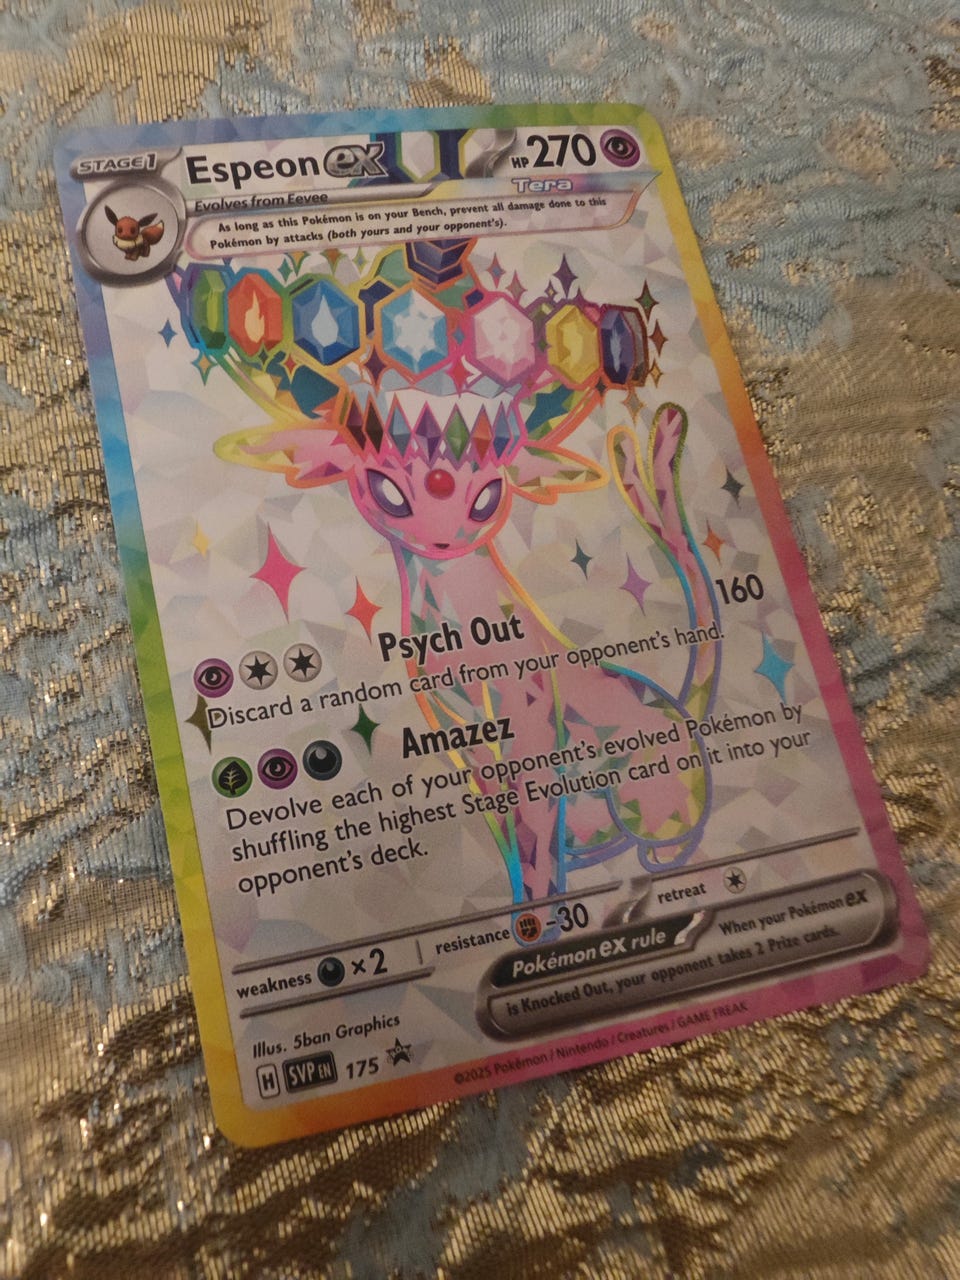 STAGE 1 Espeon ex HP 270
Tera
Evolves from Eevee
As long as this Pokémon is on your Bench, prevent all damage done to this
Pokémon by attacks (both yours and your opponent's).
Psych Out 160
Discard a random card from your opponent's hand.
Amazez
Devolve each of your opponent's evolved Pokémon by
shuffling the highest Stage Evolution card on it into your
opponent's deck.
weakness ×2 resistance -30 retreat
Pokémon ex rule When your Pokémon ex
is Knocked Out, your opponent takes 2 Prize cards.
Illus. 5ban Graphics
H SVP EN 175
©2025 Pokémon / Nintendo / Creatures / GAME FREAK